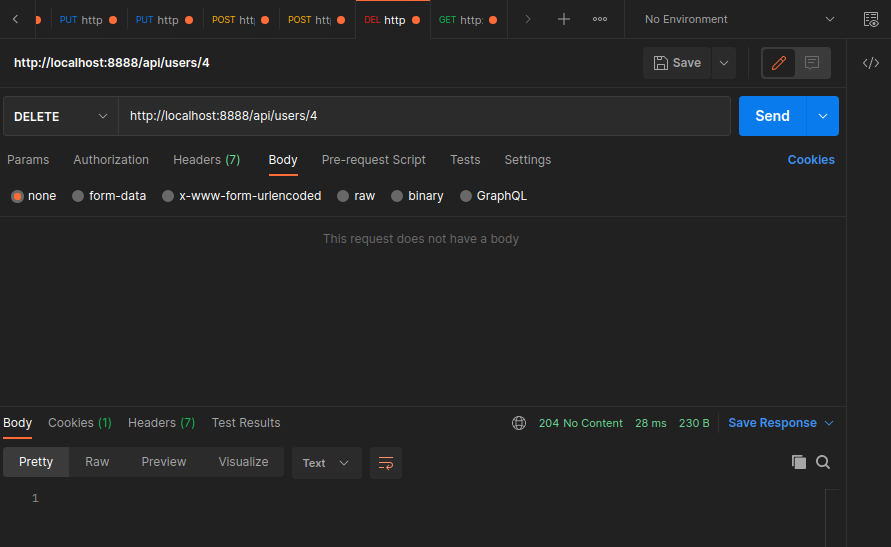 PUT http PUT http POST htt POST htt DEL http GET http: No Environment
http://localhost:8888/api/users/4 Save
DELETE http://localhost:8888/api/users/4 Send
Params Authorization Headers (7) Body Pre-request Script Tests Settings Cookies
none form-data x-www-form-urlencoded raw binary GraphQL
This request does not have a body
Body Cookies (1) Headers (7) Test Results 204 No Content 28 ms 230 B Save Response
Pretty Raw Preview Visualize Text
1